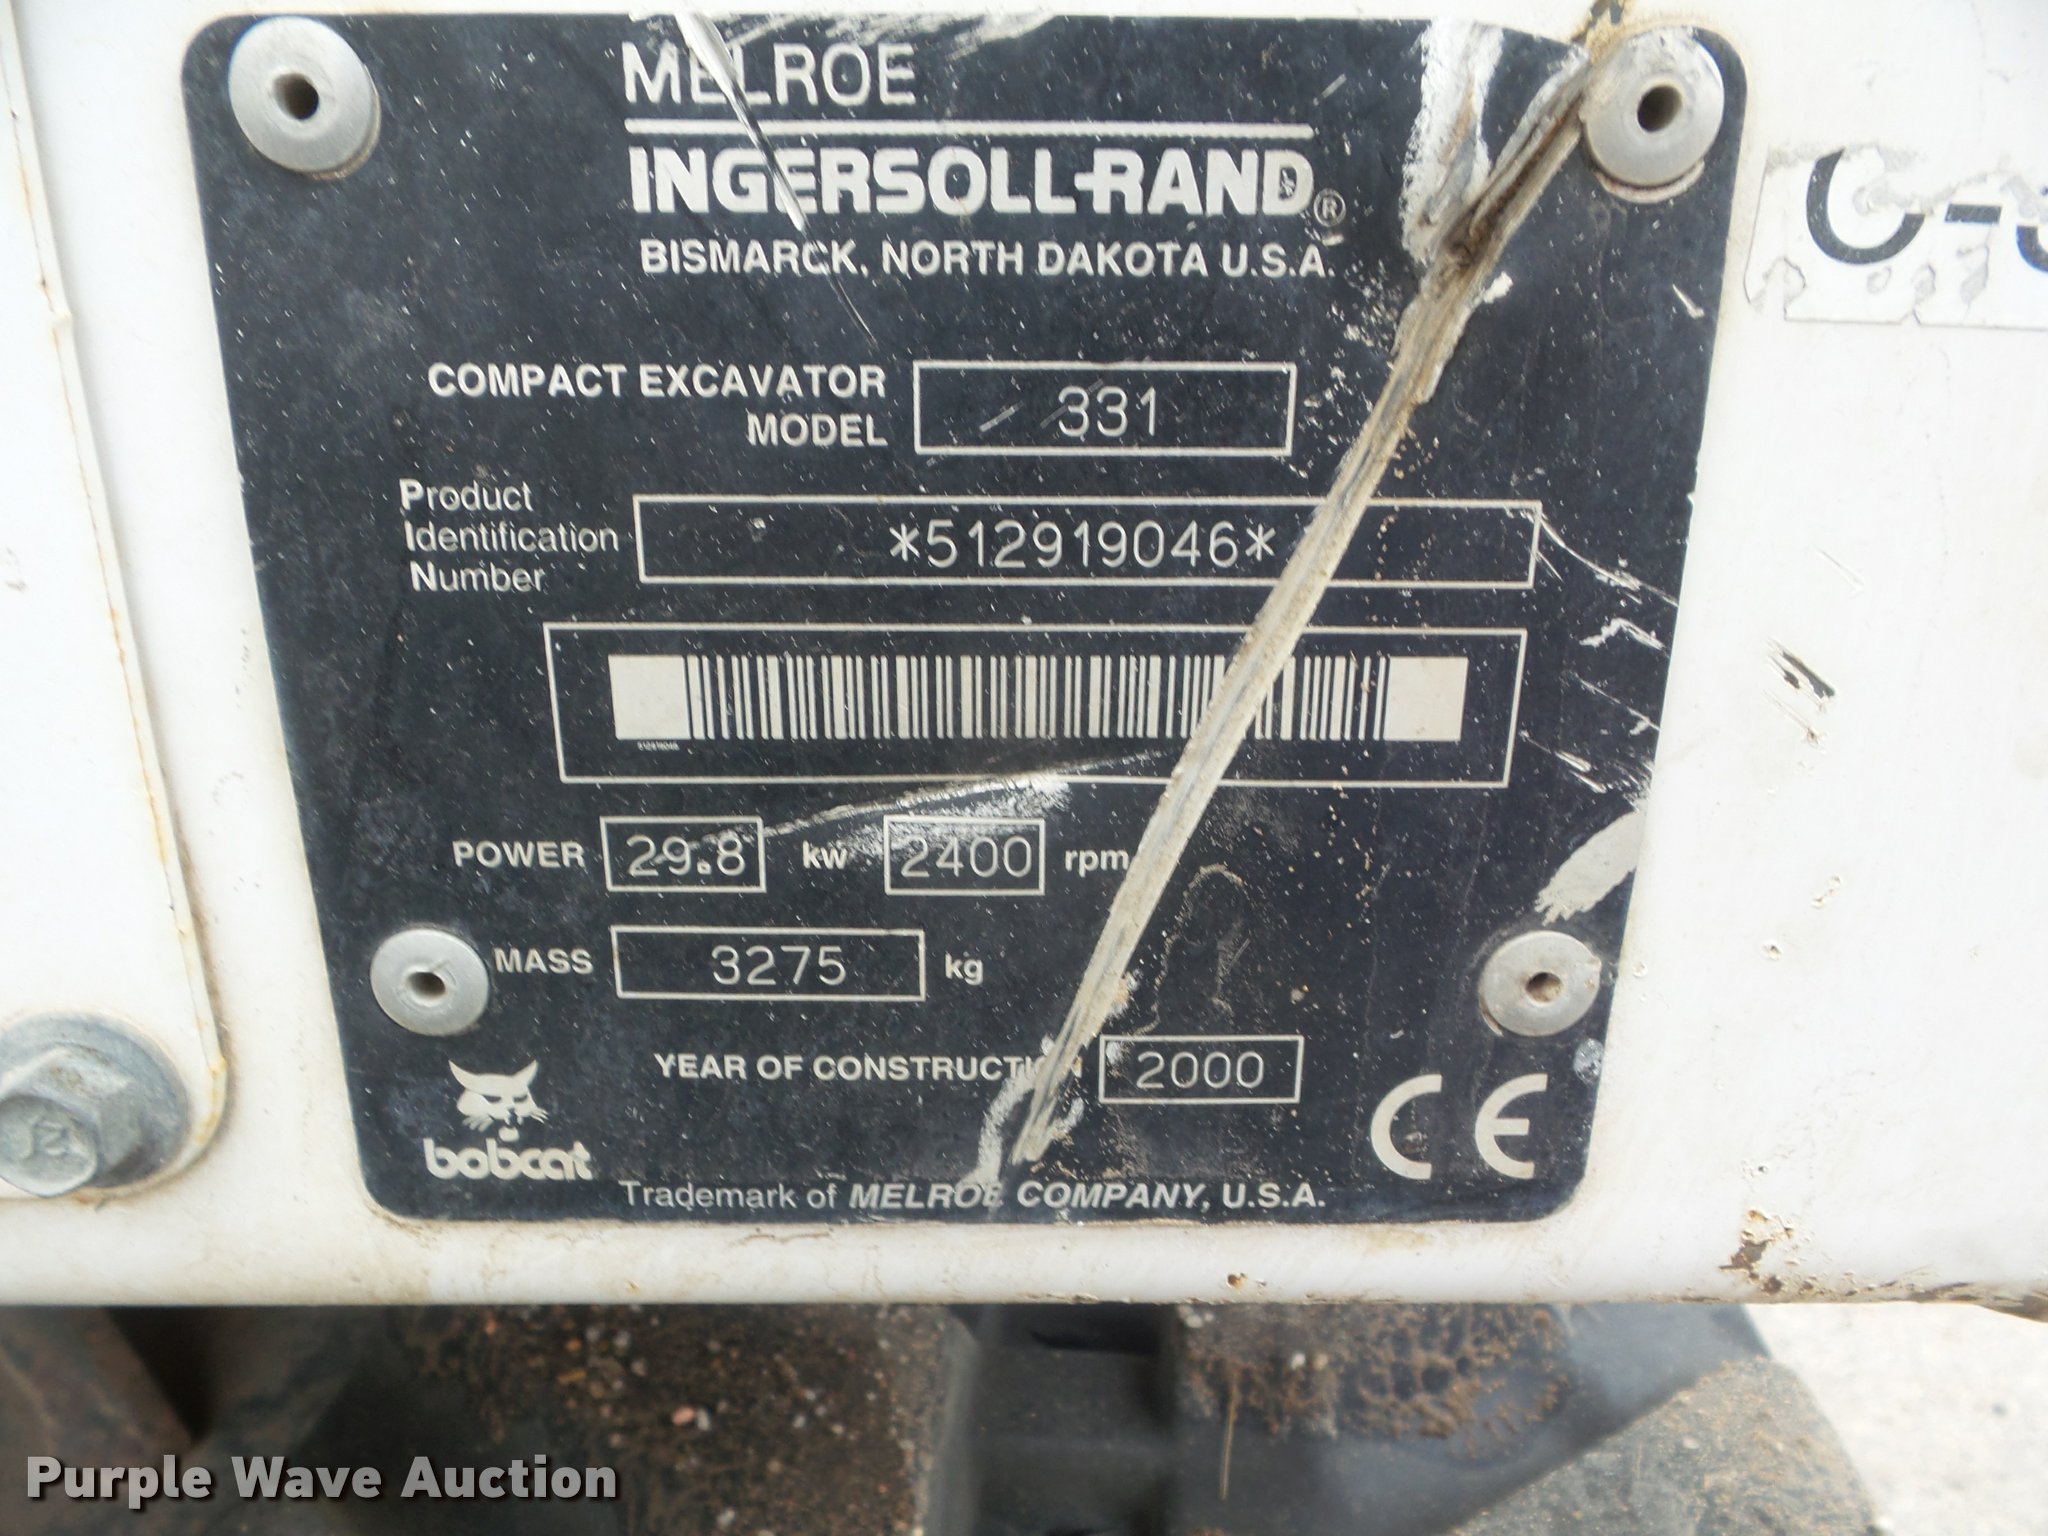 MELROE
INGERSOLL-RAND®
BISMARCK, NORTH DAKOTA U.S.A.
COMPACT EXCAVATOR MODEL 331
Product Identification Number *512919046*
POWER 29.8 kw 2400 rpm
MASS 3275 kg
YEAR OF CONSTRUCTION 2000
bobcat
CE
Trademark of MELROE COMPANY, U.S.A.
Purple Wave Auction